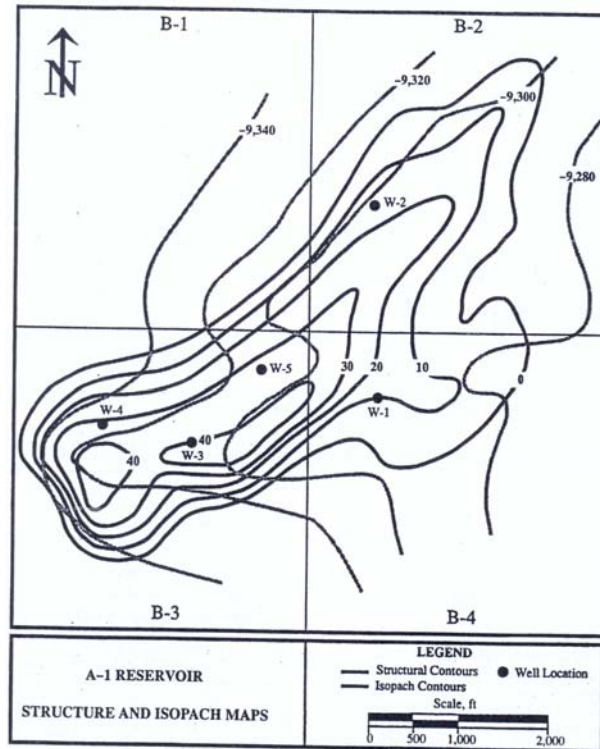 B-1
B-2
N
−9,320
−9,300
−9,340
−9,280
W-2
W-5
30
20
10
0
W-4
W-1
40
40
W-3
B-3
B-4
A–1 RESERVOIR
STRUCTURE AND ISOPACH MAPS
LEGEND
Structural Contours
Well Location
Isopach Contours
Scale, ft
0 500 1,000 2,000